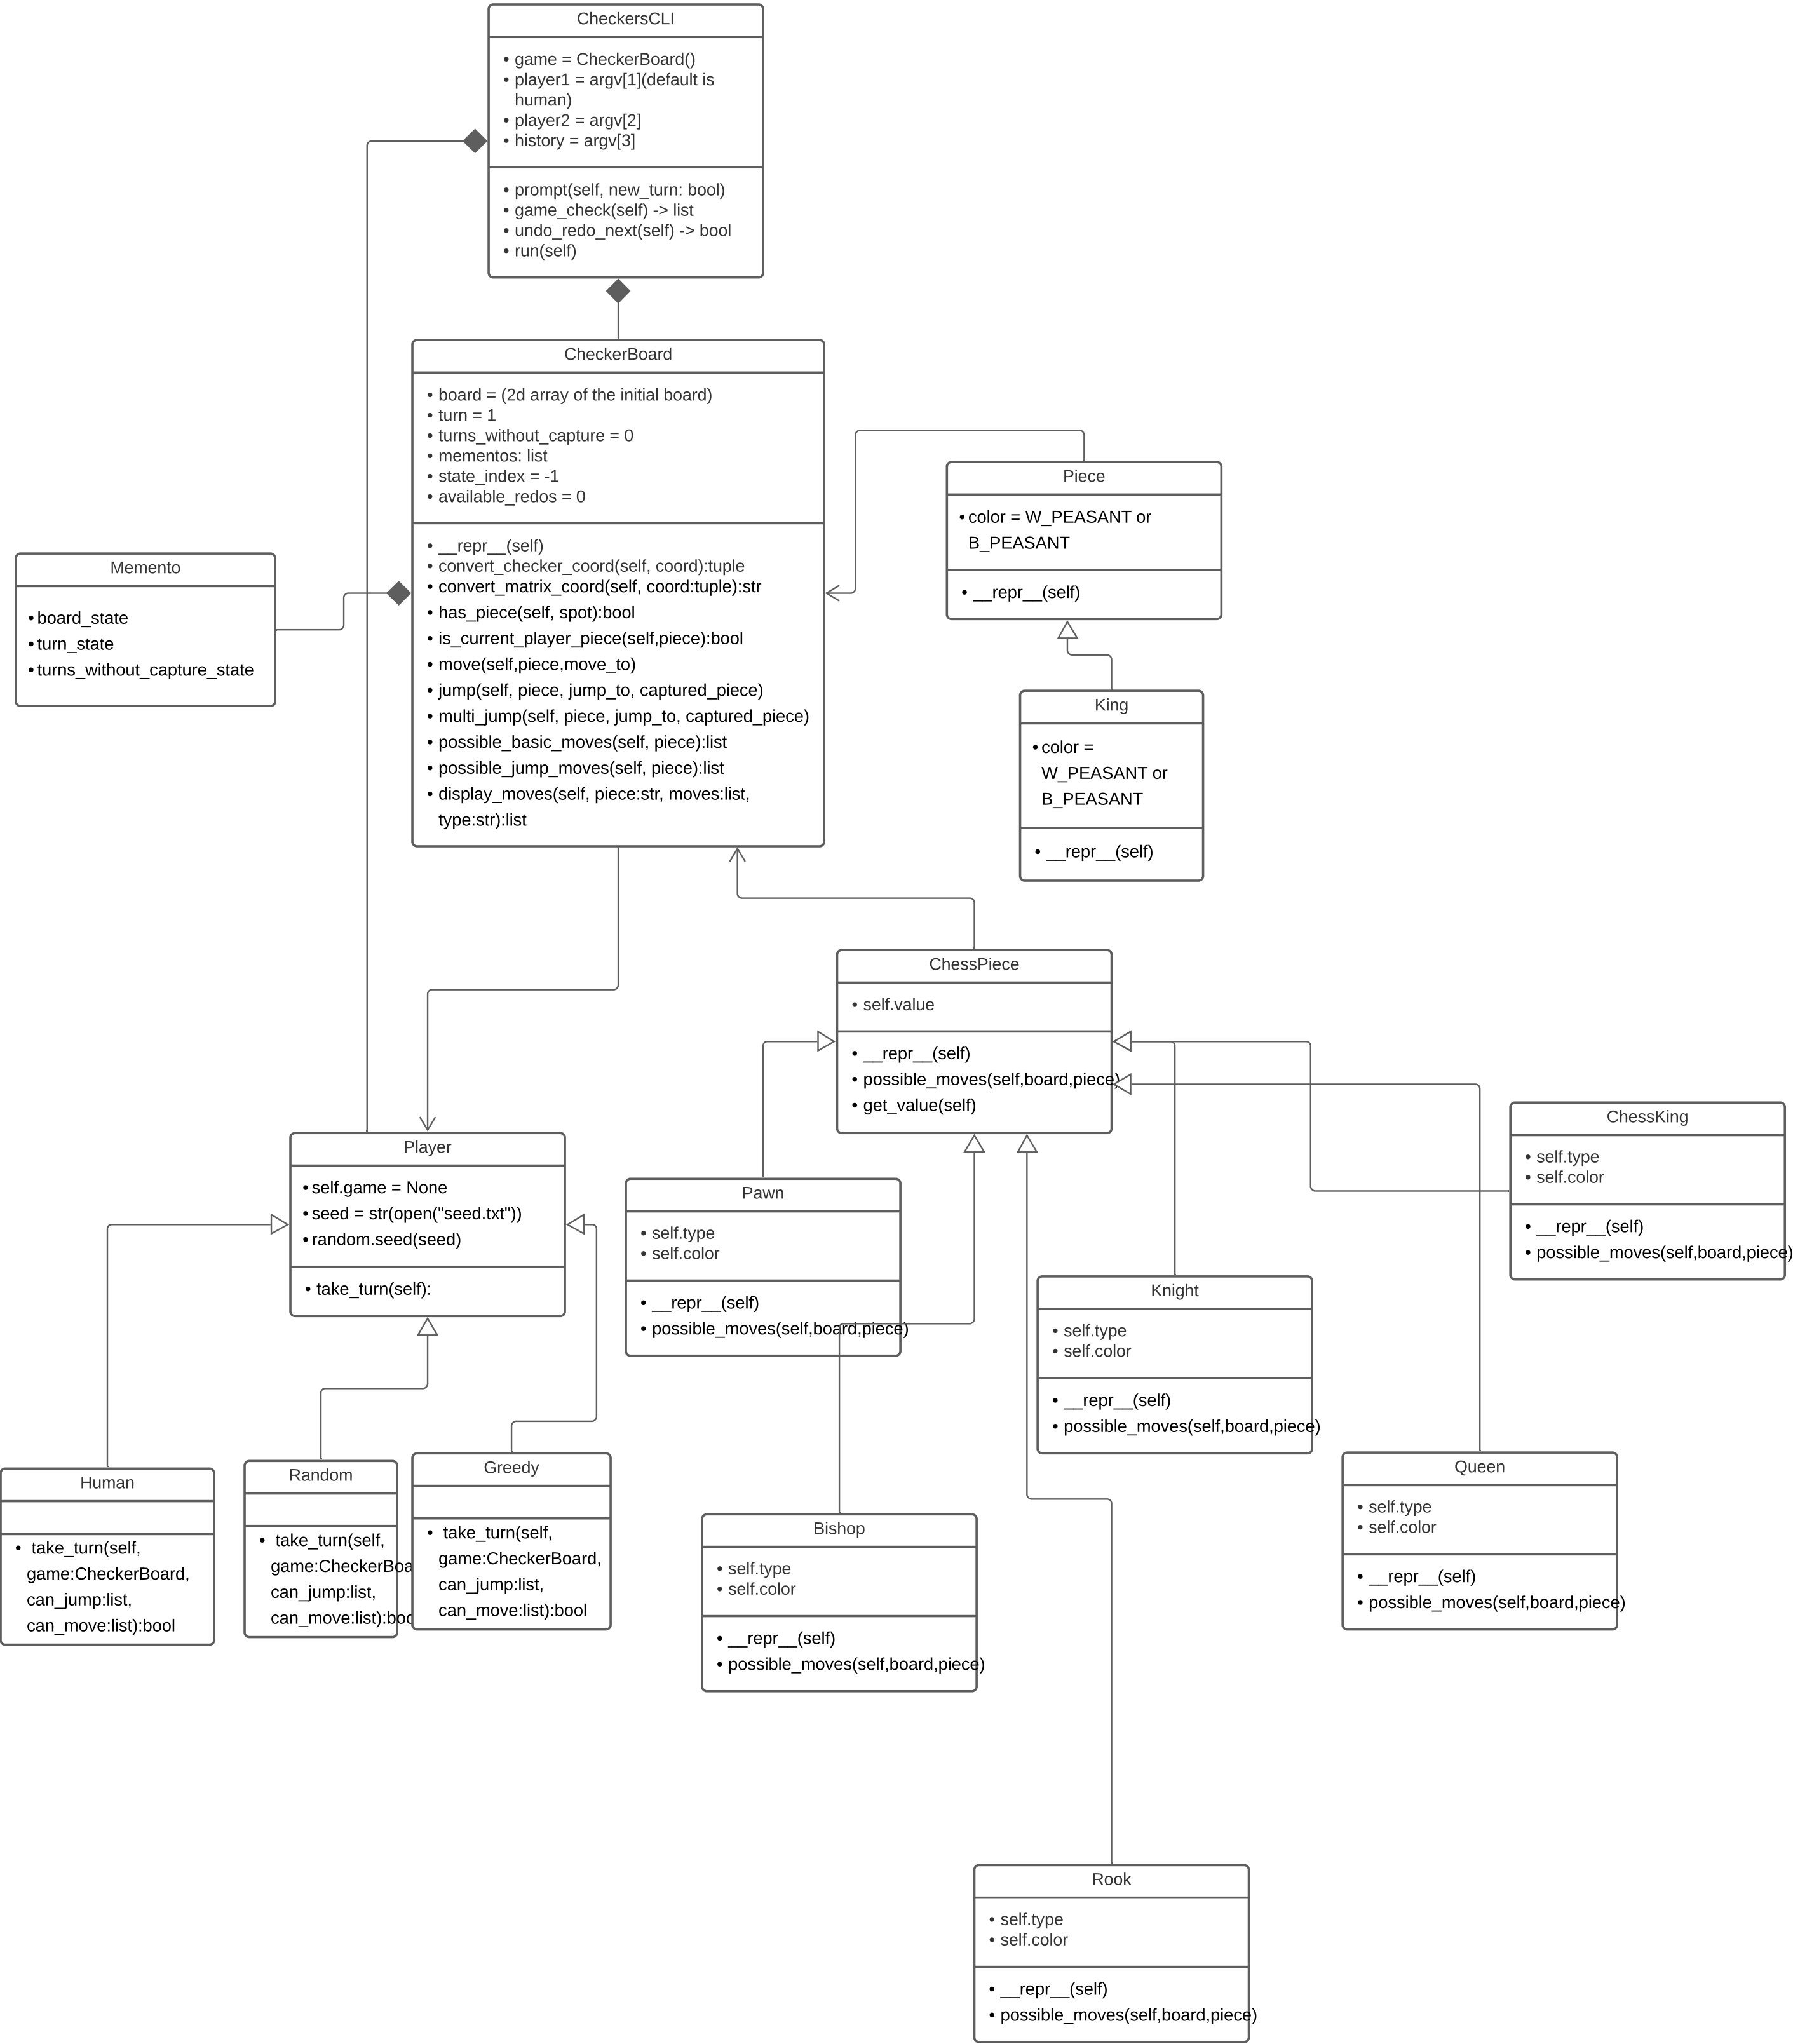 CheckersCLI
• game = CheckerBoard()
• player1 = argv[1](default is
human)
• player2 = argv[2]
• history = argv[3]
• prompt(self, new_turn: bool)
• game_check(self) -> list
• undo_redo_next(self) -> bool
• run(self)
CheckerBoard
• board = (2d array of the initial board)
• turn = 1
• turns_without_capture = 0
• mementos: list
• state_index = -1
• available_redos = 0
• __repr__(self)
• convert_checker_coord(self, coord):tuple
• convert_matrix_coord(self, coord:tuple):str
• has_piece(self, spot):bool
• is_current_player_piece(self,piece):bool
• move(self,piece,move_to)
• jump(self, piece, jump_to, captured_piece)
• multi_jump(self, piece, jump_to, captured_piece)
• possible_basic_moves(self, piece):list
• possible_jump_moves(self, piece):list
• display_moves(self, piece:str, moves:list,
type:str):list
Piece
• color = W_PEASANT or
B_PEASANT
• __repr__(self)
Memento
• board_state
• turn_state
• turns_without_capture_state
King
• color =
W_PEASANT or
B_PEASANT
• __repr__(self)
ChessPiece
• self.value
• __repr__(self)
• possible_moves(self,board,piece)
• get_value(self)
Player
• self.game = None
• seed = str(open("seed.txt"))
• random.seed(seed)
• take_turn(self):
Pawn
• self.type
• self.color
• __repr__(self)
• possible_moves(self,board,piece)
ChessKing
• self.type
• self.color
• __repr__(self)
• possible_moves(self,board,piece)
Knight
• self.type
• self.color
• __repr__(self)
• possible_moves(self,board,piece)
Human
• take_turn(self,
game:CheckerBoard,
can_jump:list,
can_move:list):bool
Random
• take_turn(self,
game:CheckerBoa
can_jump:list,
can_move:list):boo
Greedy
• take_turn(self,
game:CheckerBoard,
can_jump:list,
can_move:list):bool
Queen
• self.type
• self.color
• __repr__(self)
• possible_moves(self,board,piece)
Bishop
• self.type
• self.color
• __repr__(self)
• possible_moves(self,board,piece)
Rook
• self.type
• self.color
• __repr__(self)
• possible_moves(self,board,piece)